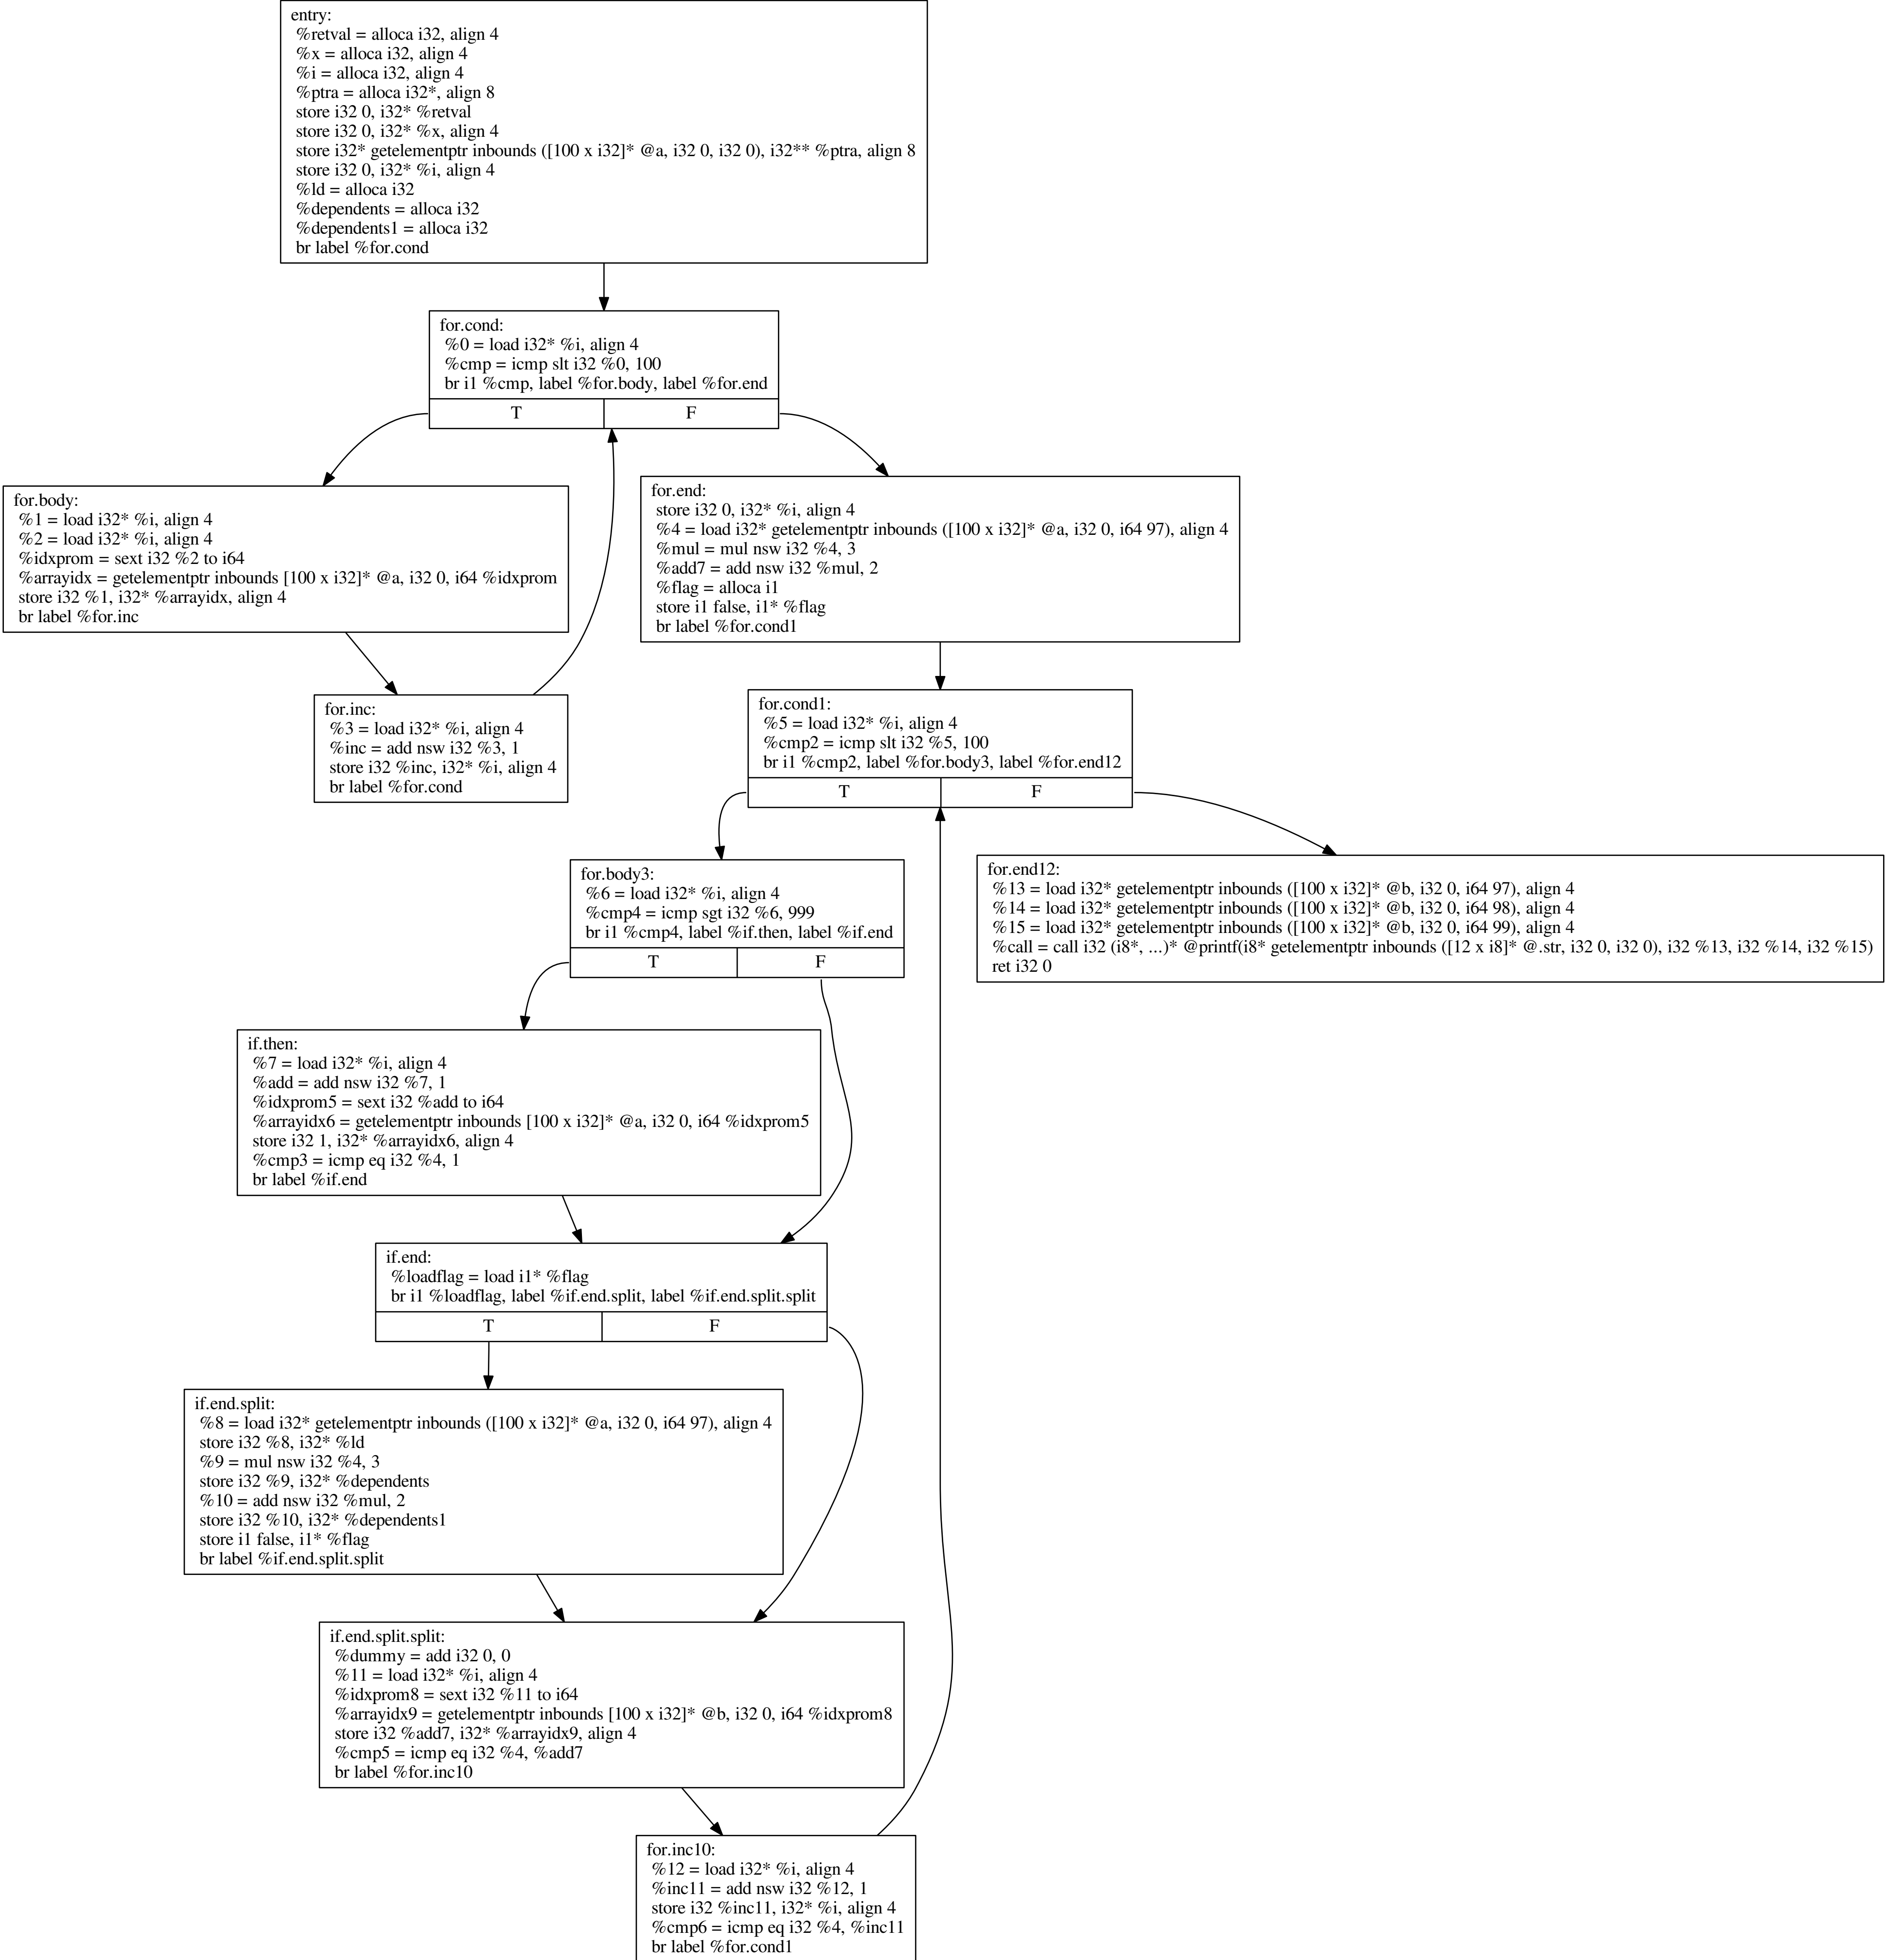 entry:
%retval = alloca i32, align 4
%x = alloca i32, align 4
%i = alloca i32, align 4
%ptra = alloca i32*, align 8
store i32 0, i32* %retval
store i32 0, i32* %x, align 4
store i32* getelementptr inbounds ([100 x i32]* @a, i32 0, i32 0), i32** %ptra, align 8
store i32 0, i32* %i, align 4
%ld = alloca i32
%dependents = alloca i32
%dependents1 = alloca i32
br label %for.cond
for.cond:
%0 = load i32* %i, align 4
%cmp = icmp slt i32 %0, 100
br i1 %cmp, label %for.body, label %for.end
T F
for.body:
%1 = load i32* %i, align 4
%2 = load i32* %i, align 4
%idxprom = sext i32 %2 to i64
%arrayidx = getelementptr inbounds [100 x i32]* @a, i32 0, i64 %idxprom
store i32 %1, i32* %arrayidx, align 4
br label %for.inc
for.end:
store i32 0, i32* %i, align 4
%4 = load i32* getelementptr inbounds ([100 x i32]* @a, i32 0, i64 97), align 4
%mul = mul nsw i32 %4, 3
%add7 = add nsw i32 %mul, 2
%flag = alloca i1
store i1 false, i1* %flag
br label %for.cond1
for.inc:
%3 = load i32* %i, align 4
%inc = add nsw i32 %3, 1
store i32 %inc, i32* %i, align 4
br label %for.cond
for.cond1:
%5 = load i32* %i, align 4
%cmp2 = icmp slt i32 %5, 100
br i1 %cmp2, label %for.body3, label %for.end12
T F
for.body3:
%6 = load i32* %i, align 4
%cmp4 = icmp sgt i32 %6, 999
br i1 %cmp4, label %if.then, label %if.end
T F
for.end12:
%13 = load i32* getelementptr inbounds ([100 x i32]* @b, i32 0, i64 97), align 4
%14 = load i32* getelementptr inbounds ([100 x i32]* @b, i32 0, i64 98), align 4
%15 = load i32* getelementptr inbounds ([100 x i32]* @b, i32 0, i64 99), align 4
%call = call i32 (i8*, ...)* @printf(i8* getelementptr inbounds ([12 x i8]* @.str, i32 0, i32 0), i32 %13, i32 %14, i32 %15)
ret i32 0
if.then:
%7 = load i32* %i, align 4
%add = add nsw i32 %7, 1
%idxprom5 = sext i32 %add to i64
%arrayidx6 = getelementptr inbounds [100 x i32]* @a, i32 0, i64 %idxprom5
store i32 1, i32* %arrayidx6, align 4
%cmp3 = icmp eq i32 %4, 1
br label %if.end
if.end:
%loadflag = load i1* %flag
br i1 %loadflag, label %if.end.split, label %if.end.split.split
T F
if.end.split:
%8 = load i32* getelementptr inbounds ([100 x i32]* @a, i32 0, i64 97), align 4
store i32 %8, i32* %ld
%9 = mul nsw i32 %4, 3
store i32 %9, i32* %dependents
%10 = add nsw i32 %mul, 2
store i32 %10, i32* %dependents1
store i1 false, i1* %flag
br label %if.end.split.split
if.end.split.split:
%dummy = add i32 0, 0
%11 = load i32* %i, align 4
%idxprom8 = sext i32 %11 to i64
%arrayidx9 = getelementptr inbounds [100 x i32]* @b, i32 0, i64 %idxprom8
store i32 %add7, i32* %arrayidx9, align 4
%cmp5 = icmp eq i32 %4, %add7
br label %for.inc10
for.inc10:
%12 = load i32* %i, align 4
%inc11 = add nsw i32 %12, 1
store i32 %inc11, i32* %i, align 4
%cmp6 = icmp eq i32 %4, %inc11
br label %for.cond1